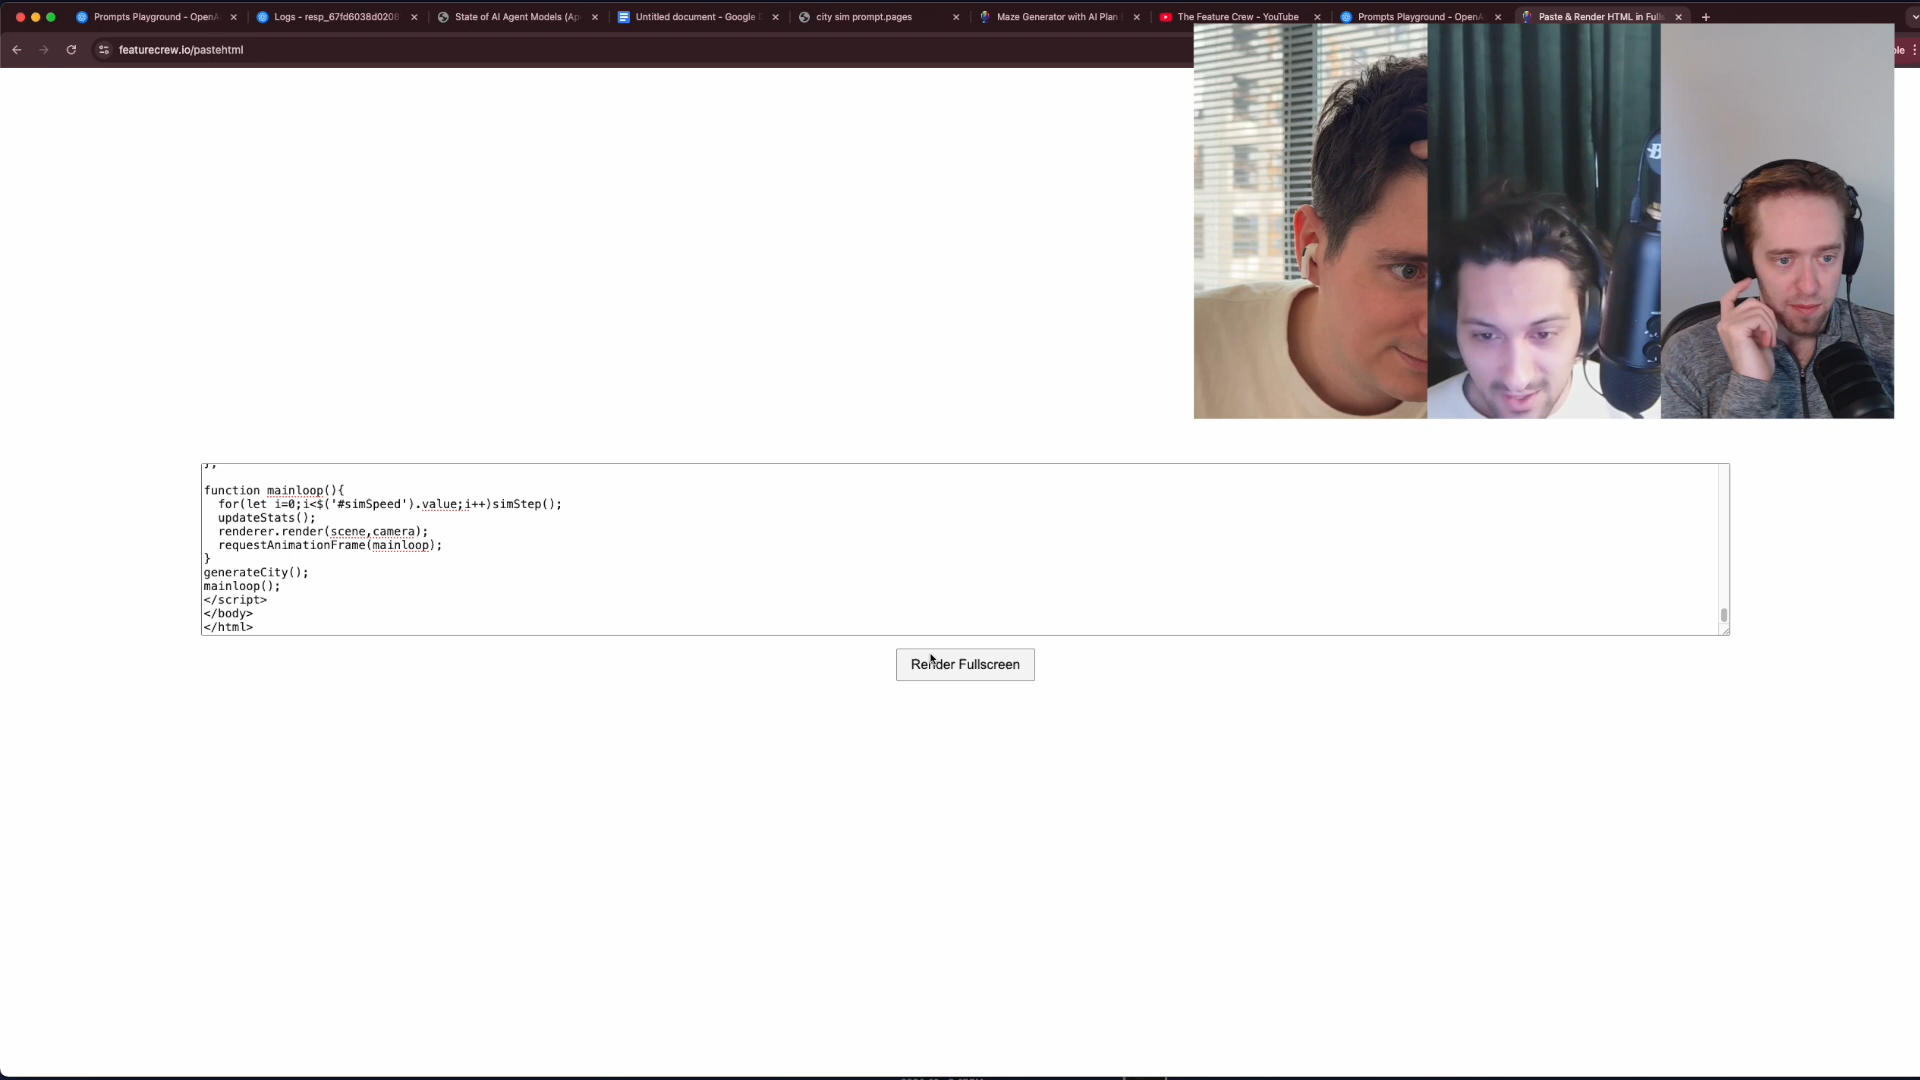 Prompts Playground - OpenA
Logs - resp_67fd6038d0208
State of AI Agent Models (Ap
Untitled document - Google D
city sim prompt.pages
Maze Generator with AI Plan
The Feature Crew - YouTube
Prompts Playground - OpenA
Paste & Render HTML in Fulls
featurecrew.io/pastehtml
};
function mainloop(){
for(let i=0;i<$('#simSpeed').value;i++)simStep();
updateStats();
renderer.render(scene,camera);
requestAnimationFrame(mainloop);
}
generateCity();
mainloop();
</script>
</body>
</html>
Render Fullscreen